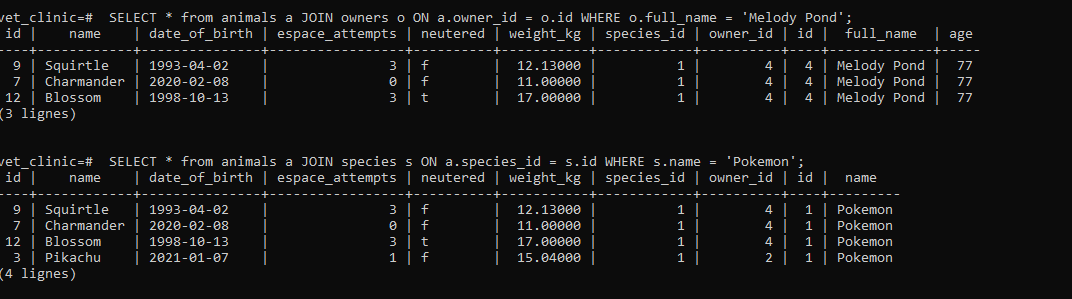 vet_clinic=#  SELECT * from animals a JOIN owners o ON a.owner_id = o.id WHERE o.full_name = 'Melody Pond';
 id |    name    | date_of_birth | espace_attempts | neutered | weight_kg | species_id | owner_id | id |  full_name  | age
----+------------+---------------+-----------------+----------+-----------+------------+----------+----+-------------+-----
  9 | Squirtle   | 1993-04-02    |               3 | f        |  12.13000 |          1 |        4 |  4 | Melody Pond |  77
  7 | Charmander | 2020-02-08    |               0 | f        |  11.00000 |          1 |        4 |  4 | Melody Pond |  77
 12 | Blossom    | 1998-10-13    |               3 | t        |  17.00000 |          1 |        4 |  4 | Melody Pond |  77
(3 lignes)
vet_clinic=#  SELECT * from animals a JOIN species s ON a.species_id = s.id WHERE s.name = 'Pokemon';
 id |    name    | date_of_birth | espace_attempts | neutered | weight_kg | species_id | owner_id | id |  name
----+------------+---------------+-----------------+----------+-----------+------------+----------+----+---------
  9 | Squirtle   | 1993-04-02    |               3 | f        |  12.13000 |          1 |        4 |  1 | Pokemon
  7 | Charmander | 2020-02-08    |               0 | f        |  11.00000 |          1 |        4 |  1 | Pokemon
 12 | Blossom    | 1998-10-13    |               3 | t        |  17.00000 |          1 |        4 |  1 | Pokemon
  3 | Pikachu    | 2021-01-07    |               1 | f        |  15.04000 |          1 |        2 |  1 | Pokemon
(4 lignes)